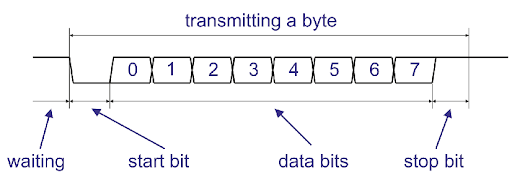 transmitting a byte
0 1 2 3 4 5 6 7
waiting start bit data bits stop bit